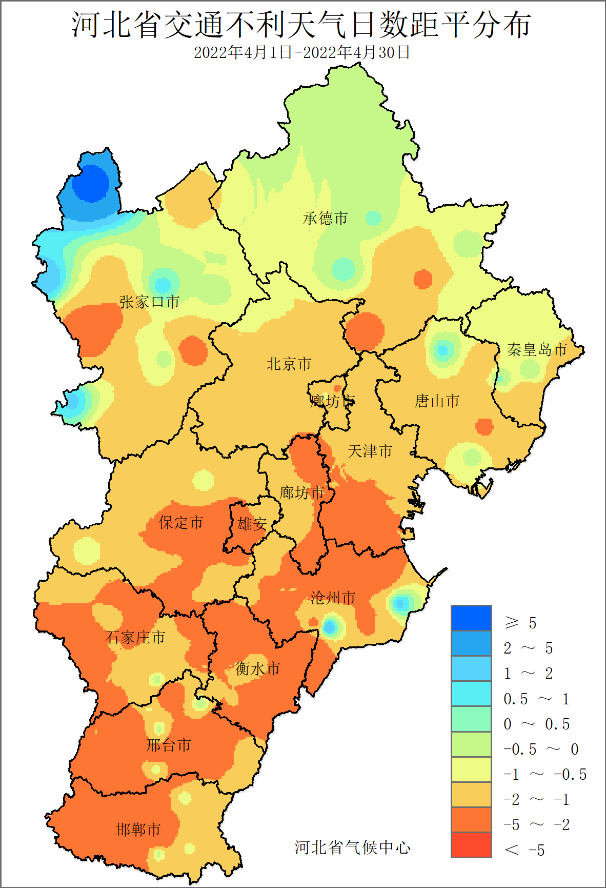 河北省交通不利天气日数距平分布
2022年4月1日-2022年4月30日
承德市
张家口市
秦皇岛市
北京市
廊坊市
唐山市
天津市
廊坊市
保定市
雄安
沧州市
石家庄市
衡水市
邢台市
邯郸市
≥ 5
2 ～ 5
1 ～ 2
0.5 ～ 1
0 ～ 0.5
-0.5 ～ 0
-1 ～ -0.5
-2 ～ -1
-5 ～ -2
< -5
河北省气候中心